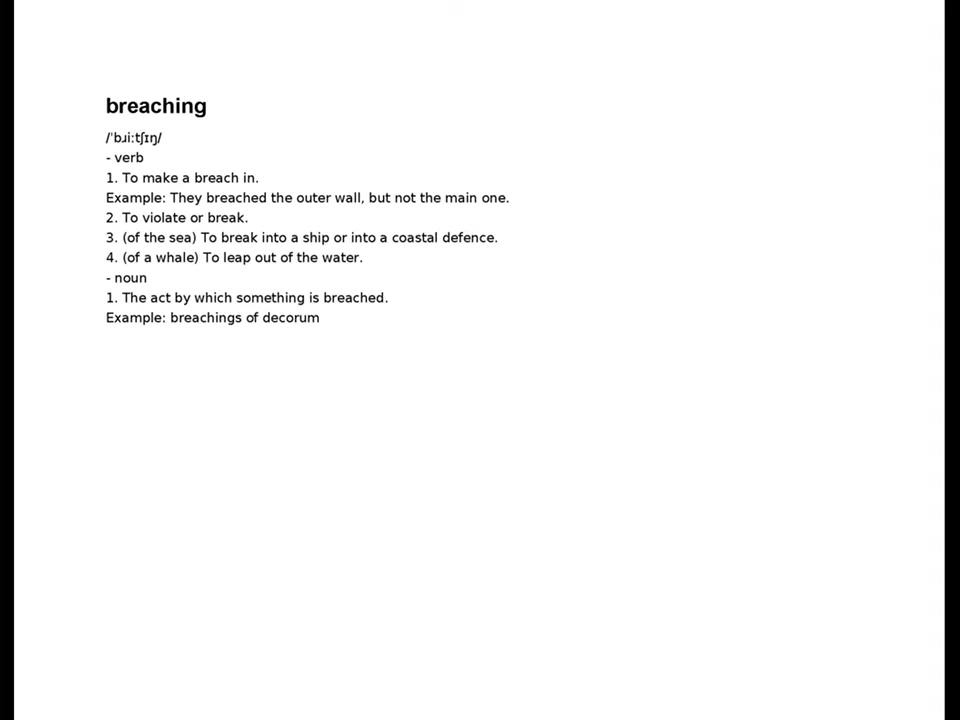 breaching
/ˈbɹiːtʃɪŋ/
- verb
1. To make a breach in.
Example: They breached the outer wall, but not the main one.
2. To violate or break.
3. (of the sea) To break into a ship or into a coastal defence.
4. (of a whale) To leap out of the water.
- noun
1. The act by which something is breached.
Example: breachings of decorum